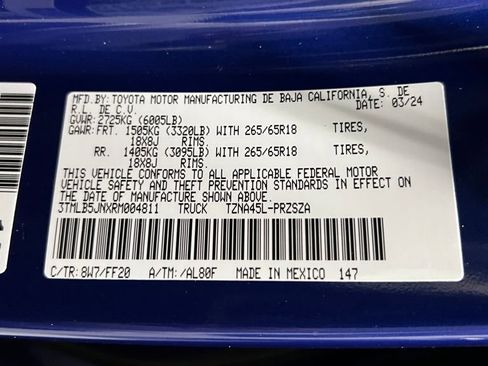 MFD.BY:TOYOTA MOTOR MANUFACTURING DE BAJA CALIFORNIA, S. DE
R.L. DE C.V. DATE: 03/24
GVWR: 2725KG (6005LB)
GAWR:FRT. 1505KG (3320LB) WITH 265/65R18 TIRES,
18X8J RIMS.
RR. 1405KG (3095LB) WITH 265/65R18 TIRES,
18X8J RIMS.
THIS VEHICLE CONFORMS TO ALL APPLICABLE FEDERAL MOTOR
VEHICLE SAFETY AND THEFT PREVENTION STANDARDS IN EFFECT ON
THE DATE OF MANUFACTURE SHOWN ABOVE.
3TMLB5JNXRM004811 TRUCK TZNA45L-PRZSZA
C/TR:8W7/FF20 A/TM:/AL80F MADE IN MEXICO 147